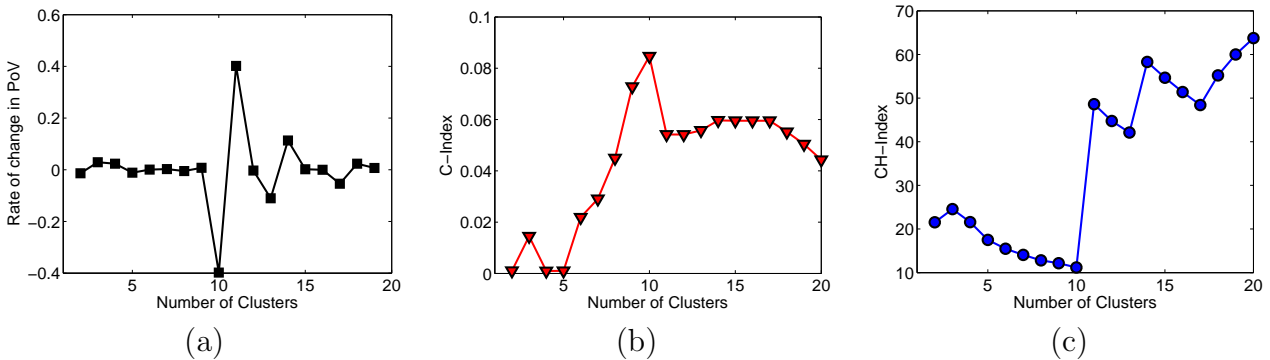 0.6
0.4
0.2
0
−0.2
−0.4
Rate of change in PoV
5 10 15 20
Number of Clusters
(a)
0.1
0.08
0.06
0.04
0.02
0
C−Index
5 10 15 20
Number of Clusters
(b)
70
60
50
40
30
20
10
CH−Index
5 10 15 20
Number of Clusters
(c)